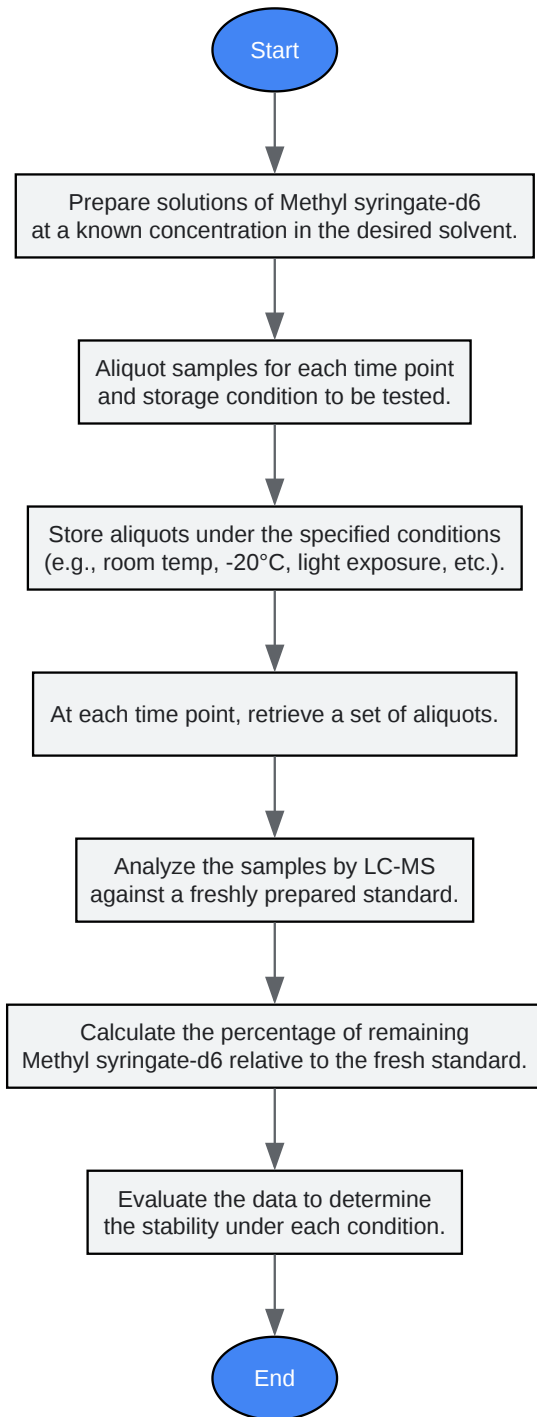 Start
Prepare solutions of Methyl syringate-d6
at a known concentration in the desired solvent.
Aliquot samples for each time point
and storage condition to be tested.
Store aliquots under the specified conditions
(e.g., room temp, -20°C, light exposure, etc.).
At each time point, retrieve a set of aliquots.
Analyze the samples by LC-MS
against a freshly prepared standard.
Calculate the percentage of remaining
Methyl syringate-d6 relative to the fresh standard.
Evaluate the data to determine
the stability under each condition.
End